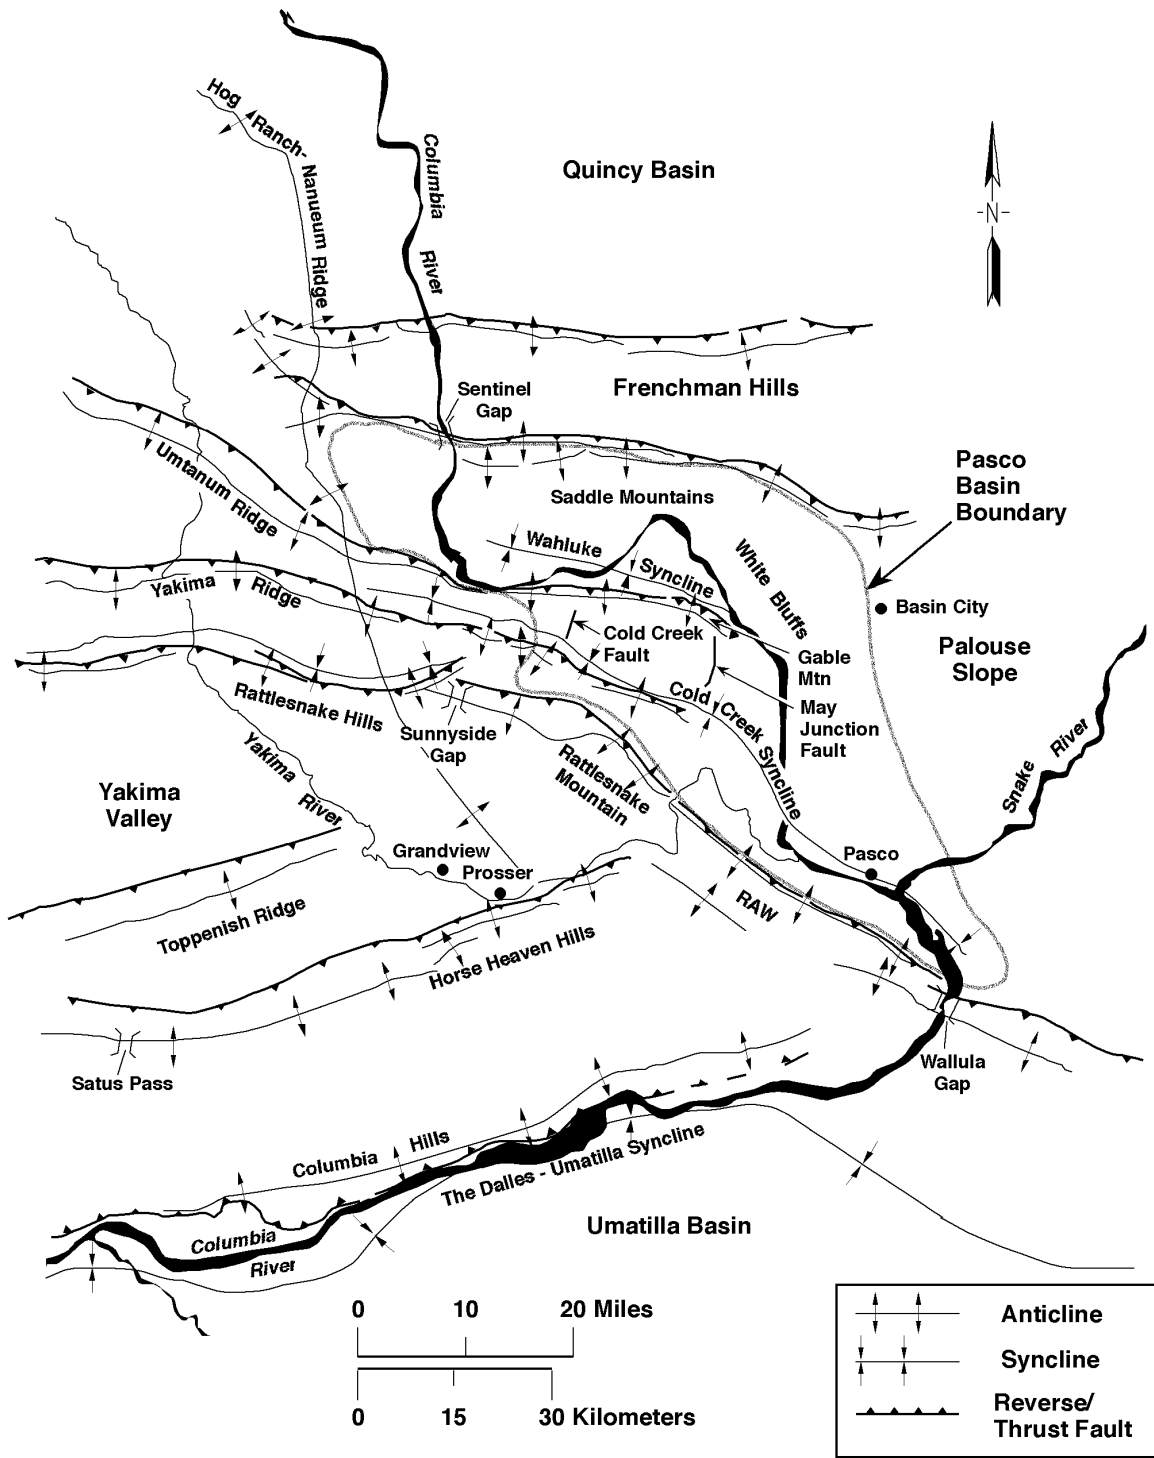 Hog
Ranch-
Nanueum Ridge
Columbia
River
Quincy Basin
-N-
Sentinel
Gap
Frenchman Hills
Umtanum Ridge
Saddle Mountains
Pasco
Basin
Boundary
Wahluke
Syncline
White Bluffs
Yakima
Ridge
Cold Creek
Fault
Basin City
Palouse
Slope
Gable
Mtn
Rattlesnake Hills
Sunnyside
Gap
Cold Creek Syncline
May
Junction
Fault
Yakima
River
Rattlesnake
Mountain
Snake River
Yakima
Valley
Grandview
Prosser
Pasco
RAW
Toppenish Ridge
Horse Heaven Hills
Satus Pass
Wallula
Gap
Columbia Hills
The Dalles - Umatilla Syncline
Columbia
River
Umatilla Basin
0 10 20 Miles
0 15 30 Kilometers
Anticline
Syncline
Reverse/
Thrust Fault